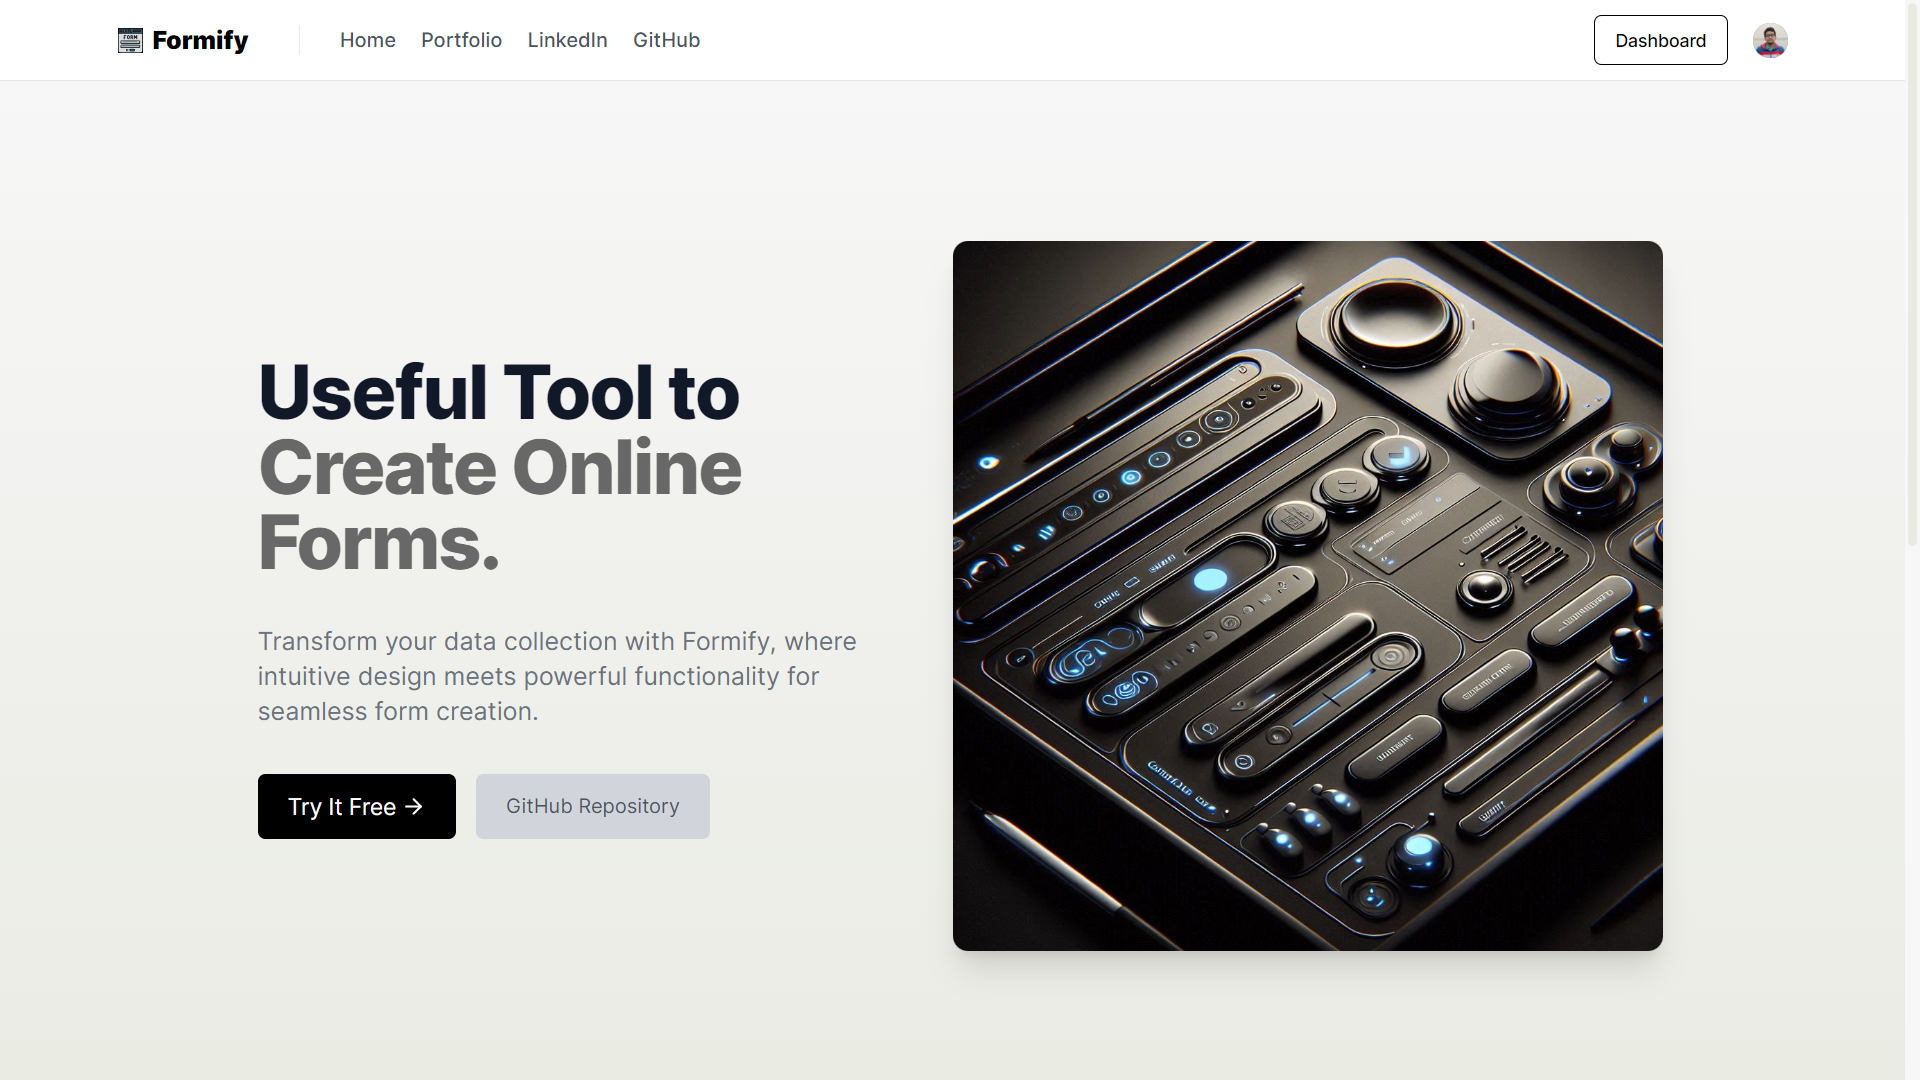 Formify
Home
Portfolio
LinkedIn
GitHub
Dashboard
Useful Tool to
Create Online
Forms.
Transform your data collection with Formify, where
intuitive design meets powerful functionality for
seamless form creation.
Try It Free →
GitHub Repository